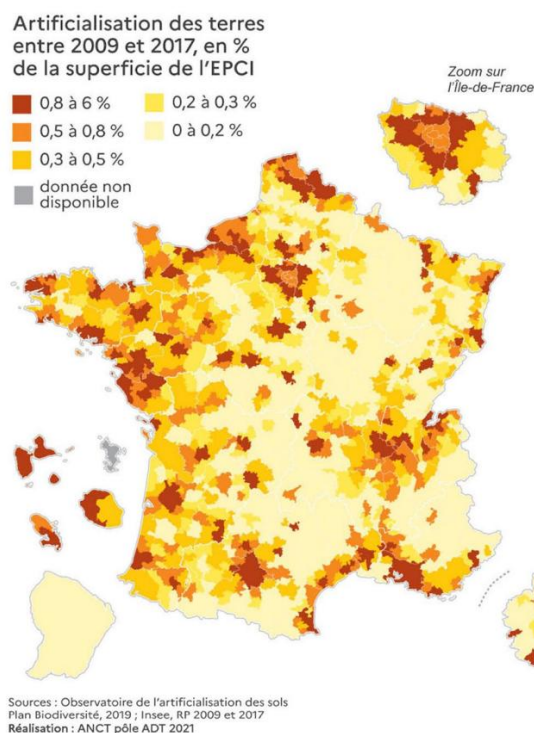 Artificialisation des terres
entre 2009 et 2017, en %
de la superficie de l'EPCI
0,8 à 6 %
0,5 à 0,8 %
0,3 à 0,5 %
donnée non
disponible
0,2 à 0,3 %
0 à 0,2 %
Zoom sur
l'Île-de-France
Sources : Observatoire de l'artificialisation des sols
Plan Biodiversité, 2019 ; Insee, RP 2009 et 2017
Réalisation : ANCT pôle ADT 2021